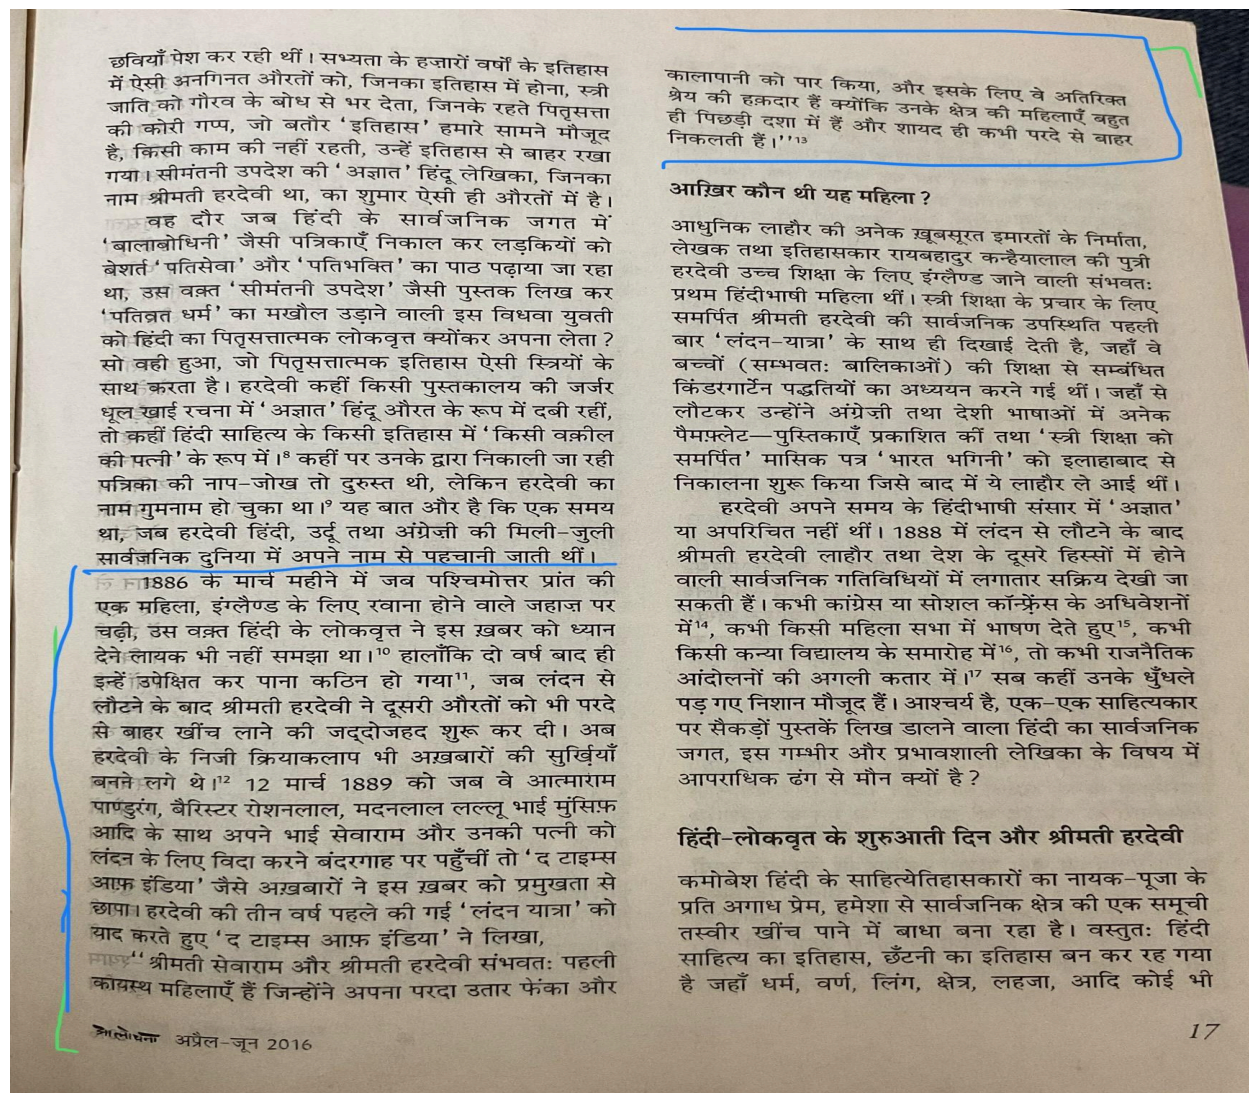 छवियाँ पेश कर रही थीं। सभ्यता के हज़ारों वर्षों के इतिहास
में ऐसी अनगिनत औरतों को, जिनका इतिहास में होना, स्त्री
जाति को गौरव के बोध से भर देता, जिनके रहते पितृसत्ता
की कोरी गप्प, जो बतौर ‘इतिहास’ हमारे सामने मौजूद
है, किसी काम की नहीं रहती, उन्हें इतिहास से बाहर रखा
गया। सीमंतनी उपदेश की ‘अज्ञात’ हिंदू लेखिका, जिनका
नाम श्रीमती हरदेवी था, का शुमार ऐसी ही औरतों में है।
वह दौर जब हिंदी के सार्वजनिक जगत में
‘बालाबोधिनी’ जैसी पत्रिकाएँ निकाल कर लड़कियों को
बेशर्त ‘पतिसेवा’ और ‘पतिभक्ति’ का पाठ पढ़ाया जा रहा
था, उस वक़्त ‘सीमंतनी उपदेश’ जैसी पुस्तक लिख कर
‘पतिव्रत धर्म’ का मखौल उड़ाने वाली इस विधवा युवती
को हिंदी का पितृसत्तात्मक लोकवृत्त क्योंकर अपना लेता?
सो वही हुआ, जो पितृसत्तात्मक इतिहास ऐसी स्त्रियों के
साथ करता है। हरदेवी कहीं किसी पुस्तकालय की जर्जर
धूल खाई रचना में ‘अज्ञात’ हिंदू औरत के रूप में दबी रहीं,
तो कहीं हिंदी साहित्य के किसी इतिहास में ‘किसी वक़ील
की पत्नी’ के रूप में।⁸ कहीं पर उनके द्वारा निकाली जा रही
पत्रिका की नाप-जोख तो दुरुस्त थी, लेकिन हरदेवी का
नाम गुमनाम हो चुका था।⁹ यह बात और है कि एक समय
था, जब हरदेवी हिंदी, उर्दू तथा अंग्रेज़ी की मिली-जुली
सार्वजनिक दुनिया में अपने नाम से पहचानी जाती थीं।
1886 के मार्च महीने में जब पश्चिमोत्तर प्रांत की
एक महिला, इंग्लैण्ड के लिए रवाना होने वाले जहाज़ पर
चढ़ी, उस वक़्त हिंदी के लोकवृत्त ने इस ख़बर को ध्यान
देने लायक भी नहीं समझा था।¹⁰ हालाँकि दो वर्ष बाद ही
इन्हें उपेक्षित कर पाना कठिन हो गया¹¹, जब लंदन से
लौटने के बाद श्रीमती हरदेवी ने दूसरी औरतों को भी परदे
से बाहर खींच लाने की जद्दोजहद शुरू कर दी। अब
हरदेवी के निजी क्रियाकलाप भी अख़बारों की सुर्ख़ियाँ
बनने लगे थे।¹² 12 मार्च 1889 को जब वे आत्माराम
पाण्डुरंग, बैरिस्टर रोशनलाल, मदनलाल लल्लू भाई मुंसिफ़
आदि के साथ अपने भाई सेवाराम और उनकी पत्नी को
लंदन के लिए विदा करने बंदरगाह पर पहुँचीं तो ‘द टाइम्स
आफ़ इंडिया’ जैसे अख़बारों ने इस ख़बर को प्रमुखता से
छापा। हरदेवी की तीन वर्ष पहले की गई ‘लंदन यात्रा’ को
याद करते हुए ‘द टाइम्स आफ़ इंडिया’ ने लिखा,
‘‘श्रीमती सेवाराम और श्रीमती हरदेवी संभवतः पहली
कायस्थ महिलाएँ हैं जिन्होंने अपना परदा उतार फेंका और
आलोचना अप्रैल-जून 2016
कालापानी को पार किया, और इसके लिए वे अतिरिक्त
श्रेय की हक़दार हैं क्योंकि उनके क्षेत्र की महिलाएँ बहुत
ही पिछड़ी दशा में हैं और शायद ही कभी परदे से बाहर
निकलती हैं।’’¹³
आख़िर कौन थी यह महिला?
आधुनिक लाहौर की अनेक ख़ूबसूरत इमारतों के निर्माता,
लेखक तथा इतिहासकार रायबहादुर कन्हैयालाल की पुत्री
हरदेवी उच्च शिक्षा के लिए इंग्लैण्ड जाने वाली संभवतः
प्रथम हिंदीभाषी महिला थीं। स्त्री शिक्षा के प्रचार के लिए
समर्पित श्रीमती हरदेवी की सार्वजनिक उपस्थिति पहली
बार ‘लंदन-यात्रा’ के साथ ही दिखाई देती है, जहाँ वे
बच्चों (सम्भवतः बालिकाओं) की शिक्षा से सम्बंधित
किंडरगार्टेन पद्धतियों का अध्ययन करने गई थीं। जहाँ से
लौटकर उन्होंने अंग्रेज़ी तथा देशी भाषाओं में अनेक
पैमफ़्लेट—पुस्तिकाएँ प्रकाशित कीं तथा ‘स्त्री शिक्षा को
समर्पित’ मासिक पत्र ‘भारत भगिनी’ को इलाहाबाद से
निकालना शुरू किया जिसे बाद में ये लाहौर ले आई थीं।
हरदेवी अपने समय के हिंदीभाषी संसार में ‘अज्ञात’
या अपरिचित नहीं थीं। 1888 में लंदन से लौटने के बाद
श्रीमती हरदेवी लाहौर तथा देश के दूसरे हिस्सों में होने
वाली सार्वजनिक गतिविधियों में लगातार सक्रिय देखी जा
सकती हैं। कभी कांग्रेस या सोशल कॉन्फ्रेंस के अधिवेशनों
में¹⁴, कभी किसी महिला सभा में भाषण देते हुए¹⁵, कभी
किसी कन्या विद्यालय के समारोह में¹⁶, तो कभी राजनैतिक
आंदोलनों की अगली कतार में।¹⁷ सब कहीं उनके धुँधले
पड़ गए निशान मौजूद हैं। आश्चर्य है, एक-एक साहित्यकार
पर सैकड़ों पुस्तकें लिख डालने वाला हिंदी का सार्वजनिक
जगत, इस गम्भीर और प्रभावशाली लेखिका के विषय में
आपराधिक ढंग से मौन क्यों है?
हिंदी-लोकवृत के शुरुआती दिन और श्रीमती हरदेवी
कमोबेश हिंदी के साहित्येतिहासकारों का नायक-पूजा के
प्रति अगाध प्रेम, हमेशा से सार्वजनिक क्षेत्र की एक समूची
तस्वीर खींच पाने में बाधा बना रहा है। वस्तुतः हिंदी
साहित्य का इतिहास, छँटनी का इतिहास बन कर रह गया
है जहाँ धर्म, वर्ण, लिंग, क्षेत्र, लहजा, आदि कोई भी
17